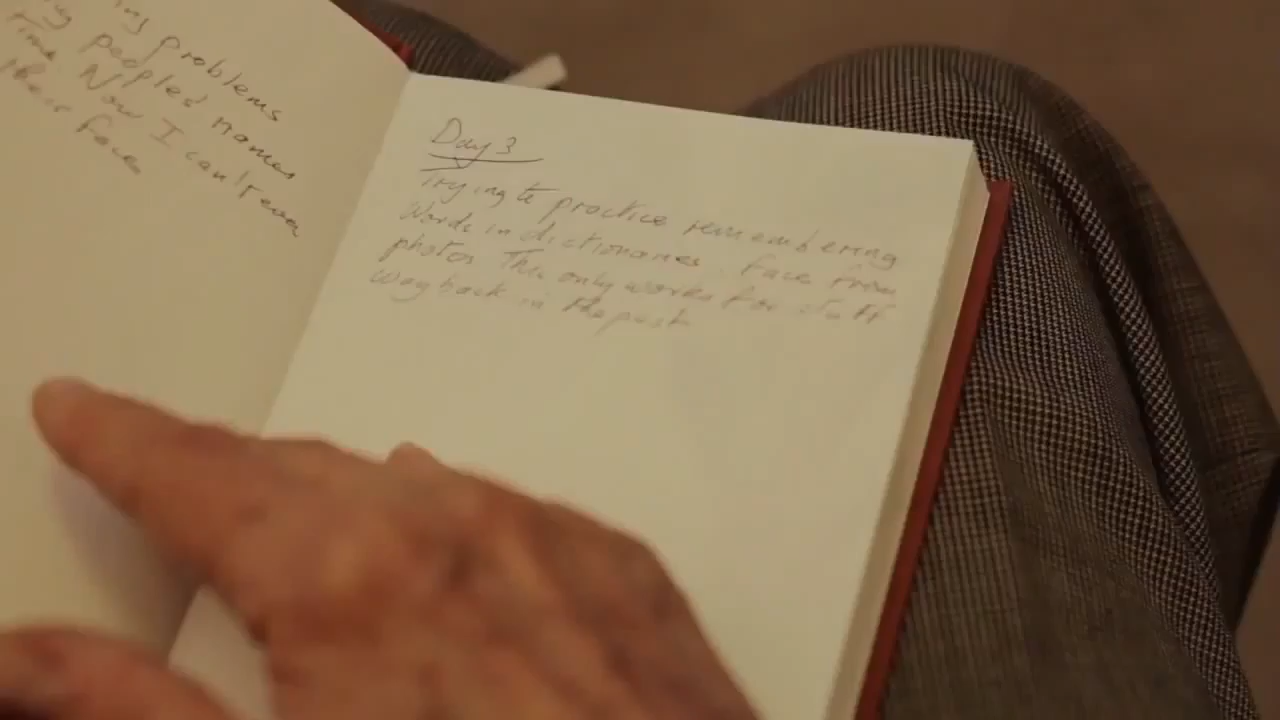 problems
people's names
time Now I can't even
their face
Day 3
Trying to practice remembering
Words in dictionaries. Face from
photos. This only works for stuff
way back in the past